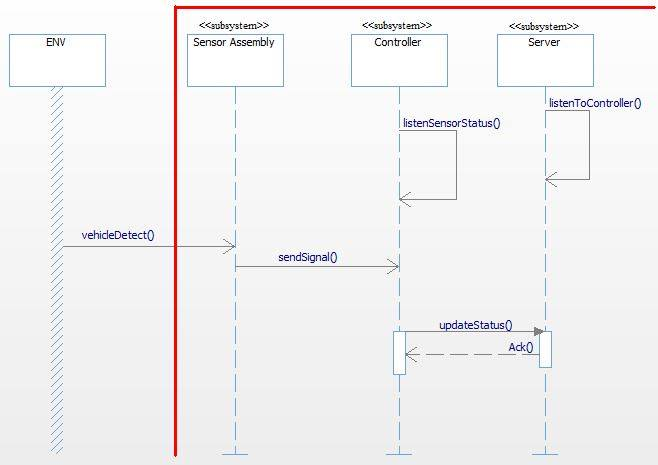 <<subsystem>>
<<subsystem>>
<<subsystem>>
ENV
Sensor Assembly
Controller
Server
listenToController()
listenSensorStatus()
vehicleDetect()
sendSignal()
updateStatus()
Ack()